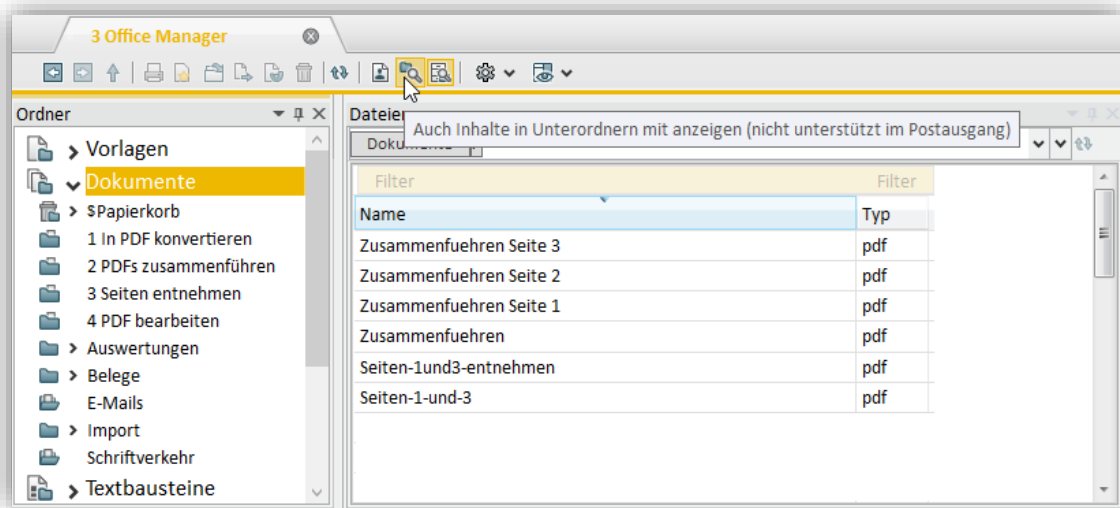 3 Office Manager
Ordner
Vorlagen
Dokumente
$Papierkorb
1 In PDF konvertieren
2 PDFs zusammenführen
3 Seiten entnehmen
4 PDF bearbeiten
Auswertungen
Belege
E-Mails
Import
Schriftverkehr
Textbausteine
Auch Inhalte in Unterordnern mit anzeigen (nicht unterstützt im Postausgang)
Filter Filter
Name Typ
Zusammenfuehren Seite 3 pdf
Zusammenfuehren Seite 2 pdf
Zusammenfuehren Seite 1 pdf
Zusammenfuehren pdf
Seiten-1und3-entnehmen pdf
Seiten-1-und-3 pdf